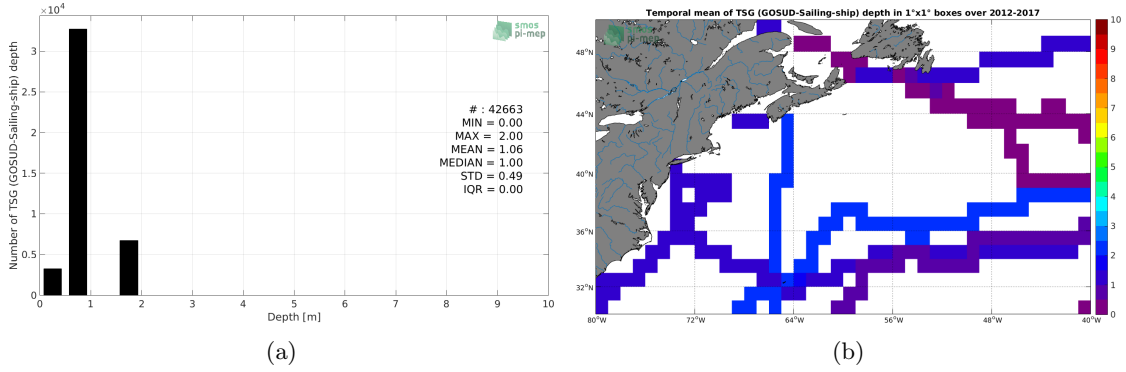 ×10⁴
smos
pi-mep
3
2.5
2
1.5
1
0.5
0
Number of TSG (GOSUD-Sailing-ship) depth
# : 42663
MIN = 0.00
MAX = 2.00
MEAN = 1.06
MEDIAN = 1.00
STD = 0.49
IQR = 0.00
0 1 2 3 4 5 6 7 8 9 10
Depth [m]
(a)
Temporal mean of TSG (GOSUD-Sailing-ship) depth in 1°x1° boxes over 2012-2017
smos
pi-mep
48°N
44°N
40°N
36°N
32°N
80°W 72°W 64°W 56°W 48°W 40°W
10
9
8
7
6
5
4
3
2
1
0
(b)